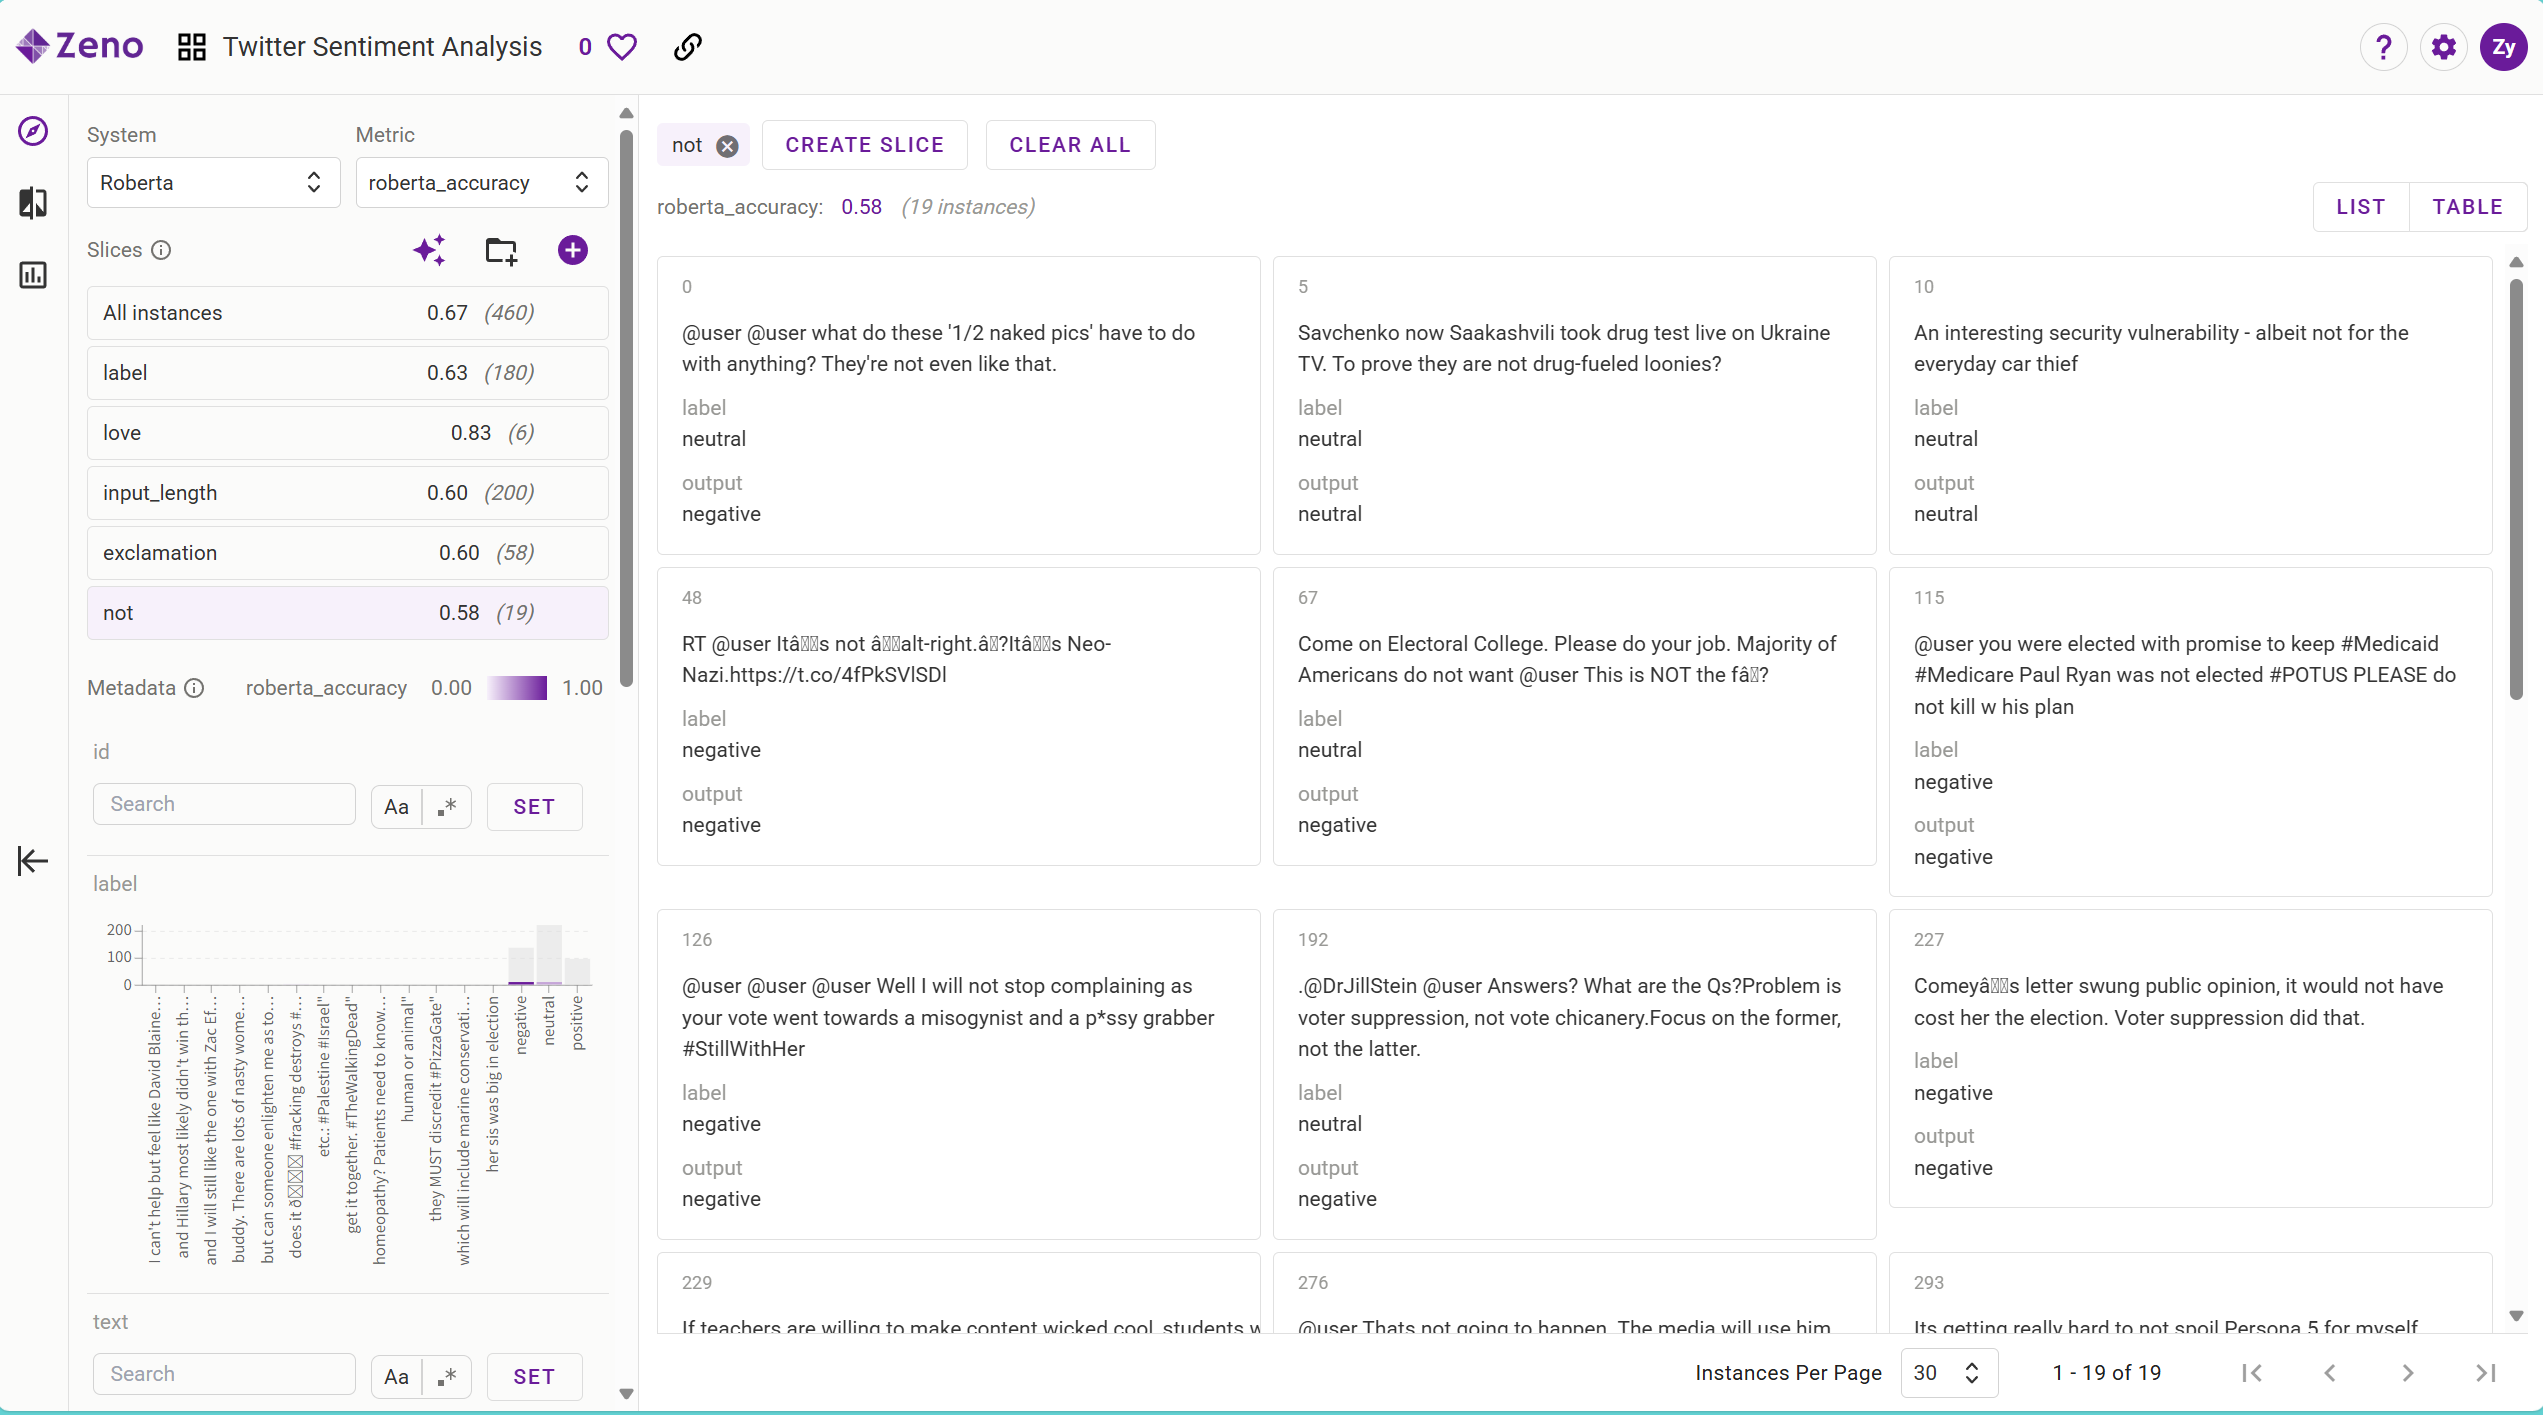 Zeno
Twitter Sentiment Analysis
0
?
Zy
System
Metric
Roberta
roberta_accuracy
Slices
All instances 0.67 (460)
label 0.63 (180)
love 0.83 (6)
input_length 0.60 (200)
exclamation 0.60 (58)
not 0.58 (19)
Metadata roberta_accuracy 0.00 1.00
id
Search
Aa .*
SET
label
200
100
0
I can't help but feel like David Blaine…
and Hillary most likely didn't win th…
and I will still like the one with Zac Ef…
buddy. There are lots of nasty wome…
but can someone enlighten me as to…
does it ð #fracking destroys #…
etc.: #Palestine #Israel"
get it together. #TheWalkingDead"
homeopathy? Patients need to know…
human or animal"
they MUST discredit #PizzaGate"
which will include marine conservati…
her sis was big in election
negative
neutral
positive
text
Search
Aa .*
SET
not
CREATE SLICE
CLEAR ALL
roberta_accuracy: 0.58 (19 instances)
LIST
TABLE
0
@user @user what do these '1/2 naked pics' have to do
with anything? They're not even like that.
label
neutral
output
negative
5
Savchenko now Saakashvili took drug test live on Ukraine
TV. To prove they are not drug-fueled loonies?
label
neutral
output
neutral
10
An interesting security vulnerability - albeit not for the
everyday car thief
label
neutral
output
neutral
48
RT @user Itâs not âalt-right.â?Itâs Neo-
Nazi.https://t.co/4fPkSVlSDl
label
negative
output
negative
67
Come on Electoral College. Please do your job. Majority of
Americans do not want @user This is NOT the fâ?
label
neutral
output
negative
115
@user you were elected with promise to keep #Medicaid
#Medicare Paul Ryan was not elected #POTUS PLEASE do
not kill w his plan
label
negative
output
negative
126
@user @user @user Well I will not stop complaining as
your vote went towards a misogynist and a p*ssy grabber
#StillWithHer
label
negative
output
negative
192
.@DrJillStein @user Answers? What are the Qs?Problem is
voter suppression, not vote chicanery.Focus on the former,
not the latter.
label
neutral
output
negative
227
Comeyâs letter swung public opinion, it would not have
cost her the election. Voter suppression did that.
label
negative
output
negative
229
If teachers are willing to make content wicked cool, students w
276
@user Thats not going to happen. The media will use him
293
Its getting really hard to not spoil Persona 5 for myself
Instances Per Page
30
1 - 19 of 19